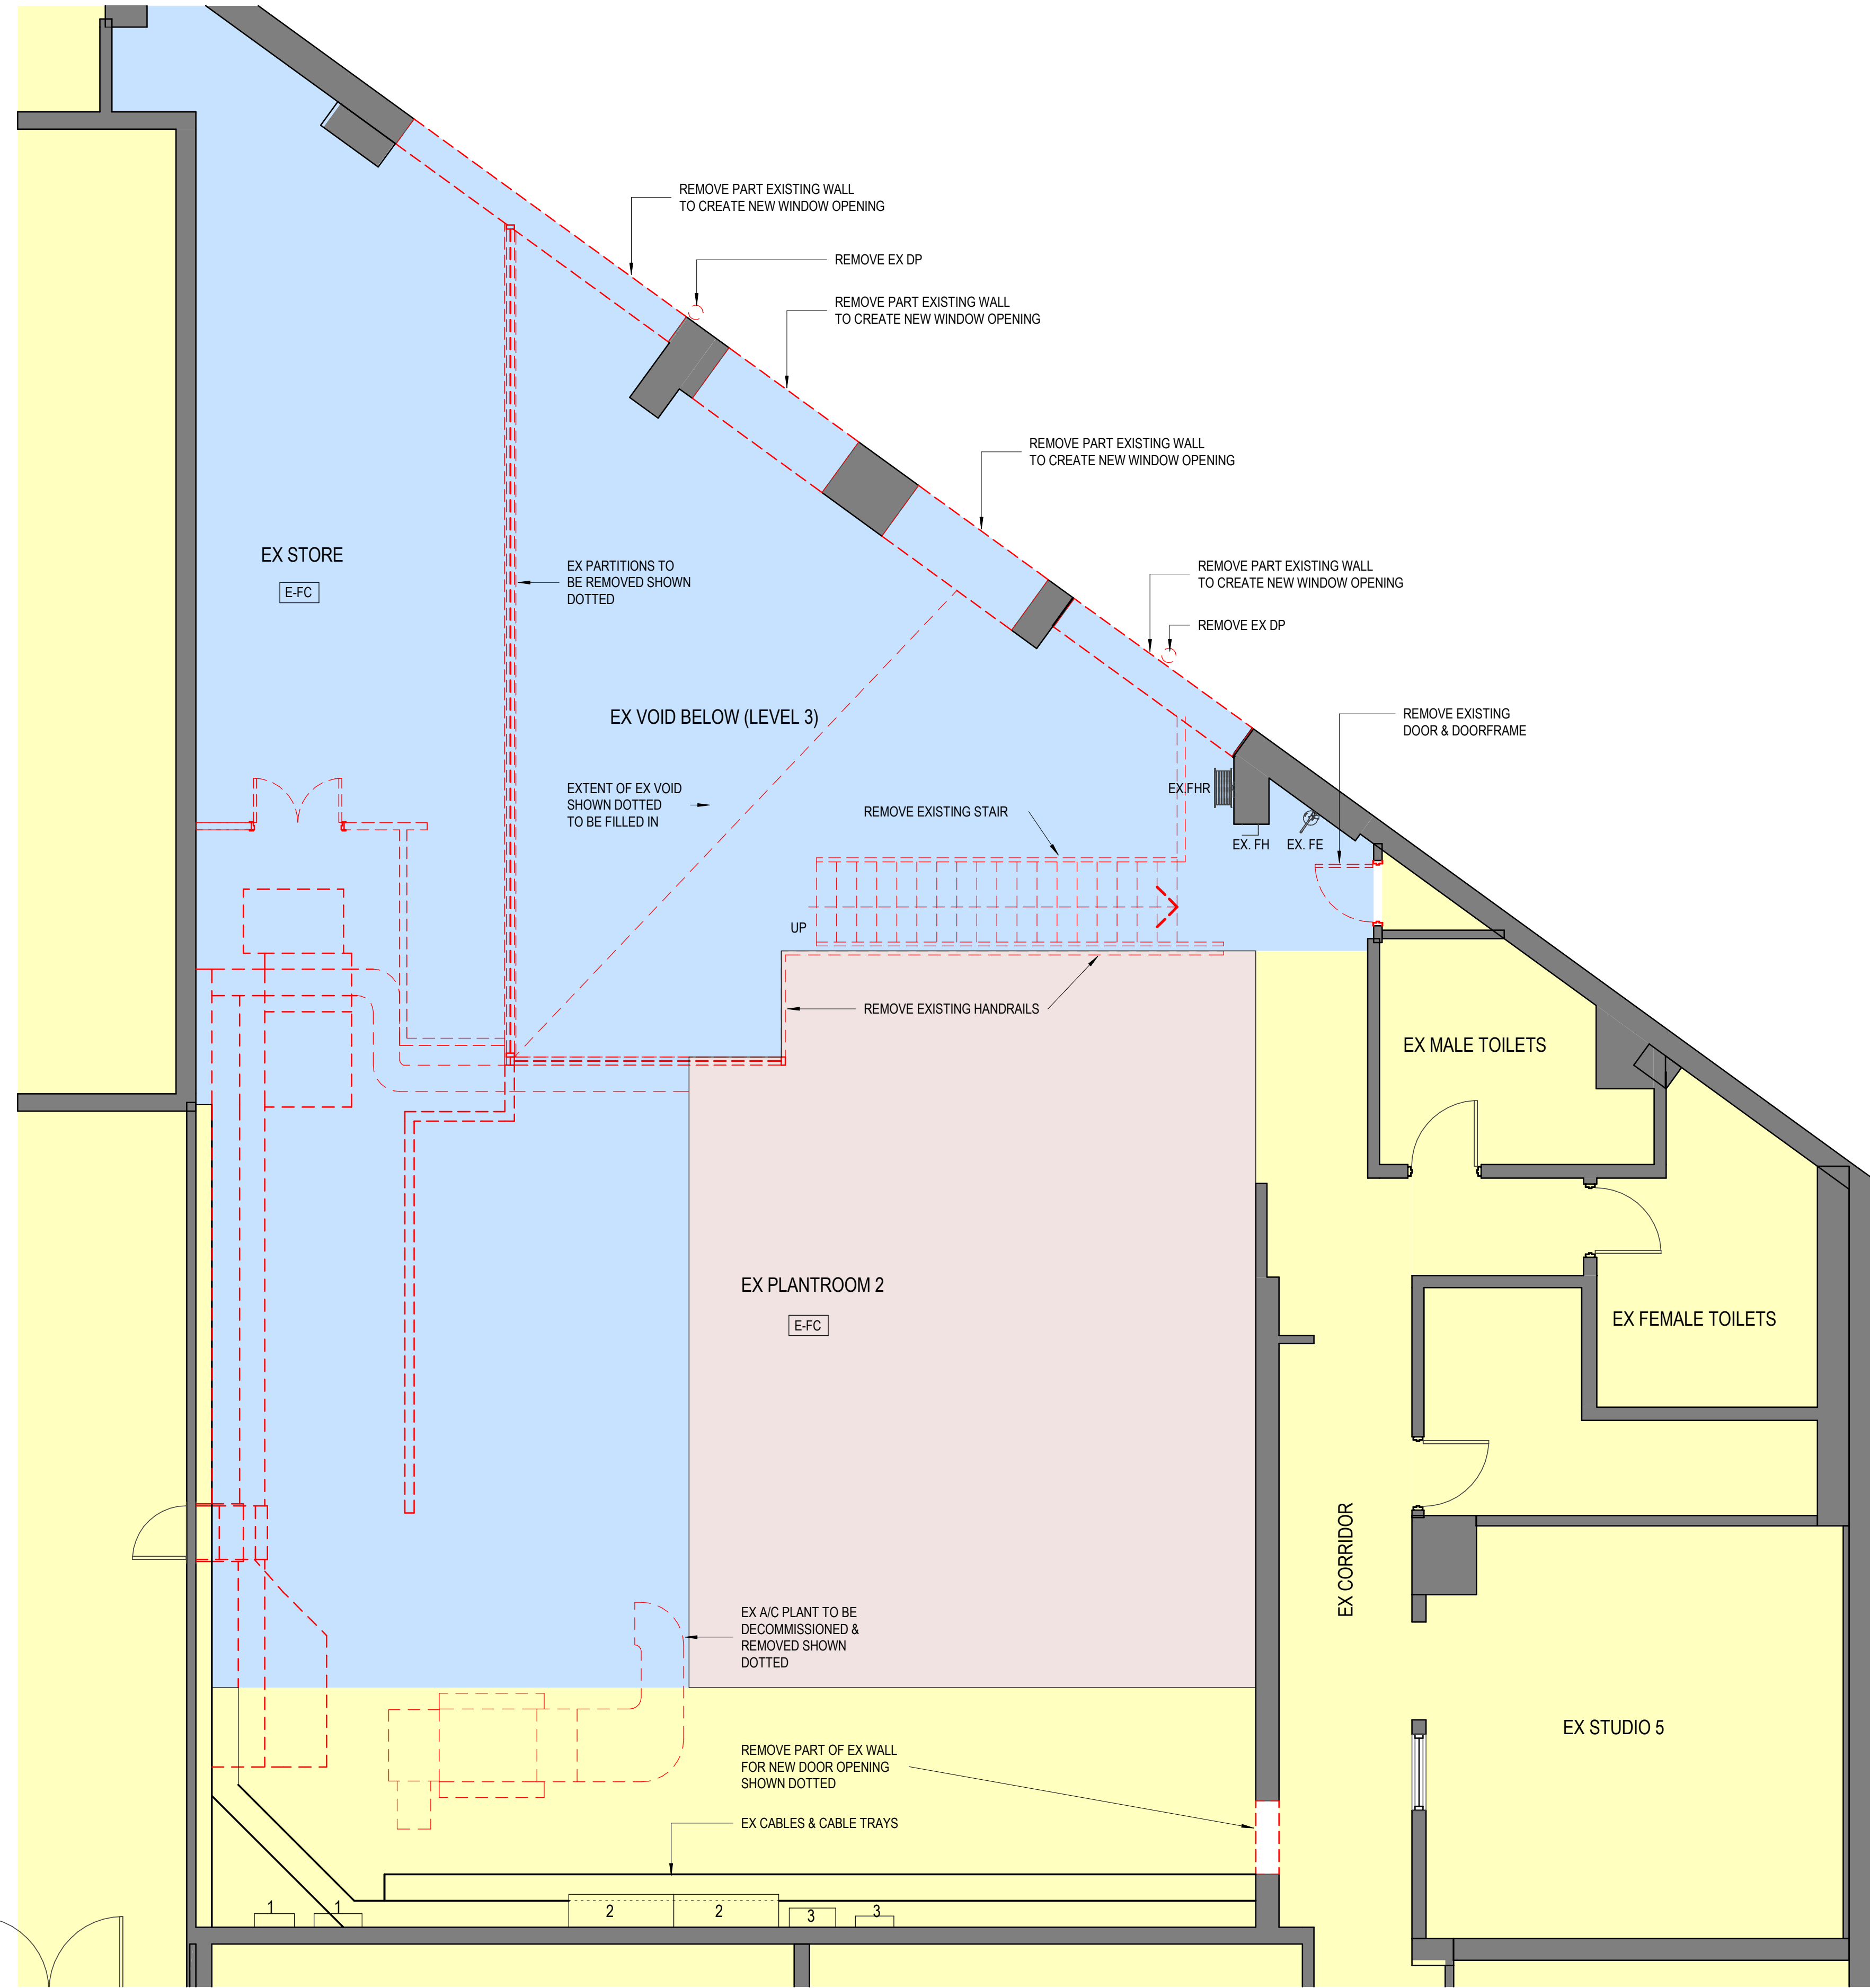 REMOVE PART EXISTING WALL
TO CREATE NEW WINDOW OPENING
REMOVE EX DP
REMOVE PART EXISTING WALL
TO CREATE NEW WINDOW OPENING
REMOVE PART EXISTING WALL
TO CREATE NEW WINDOW OPENING
EX STORE
E-FC
EX PARTITIONS TO
BE REMOVED SHOWN
DOTTED
REMOVE PART EXISTING WALL
TO CREATE NEW WINDOW OPENING
REMOVE EX DP
EX VOID BELOW (LEVEL 3)
REMOVE EXISTING
DOOR & DOORFRAME
EXTENT OF EX VOID
SHOWN DOTTED
TO BE FILLED IN
EX.FHR
REMOVE EXISTING STAIR
EX. FH
EX. FE
UP
REMOVE EXISTING HANDRAILS
EX MALE TOILETS
EX PLANTROOM 2
E-FC
EX FEMALE TOILETS
EX CORRIDOR
EX A/C PLANT TO BE
DECOMMISSIONED &
REMOVED SHOWN
DOTTED
EX STUDIO 5
REMOVE PART OF EX WALL
FOR NEW DOOR OPENING
SHOWN DOTTED
EX CABLES & CABLE TRAYS
1
1
2
2
3
3